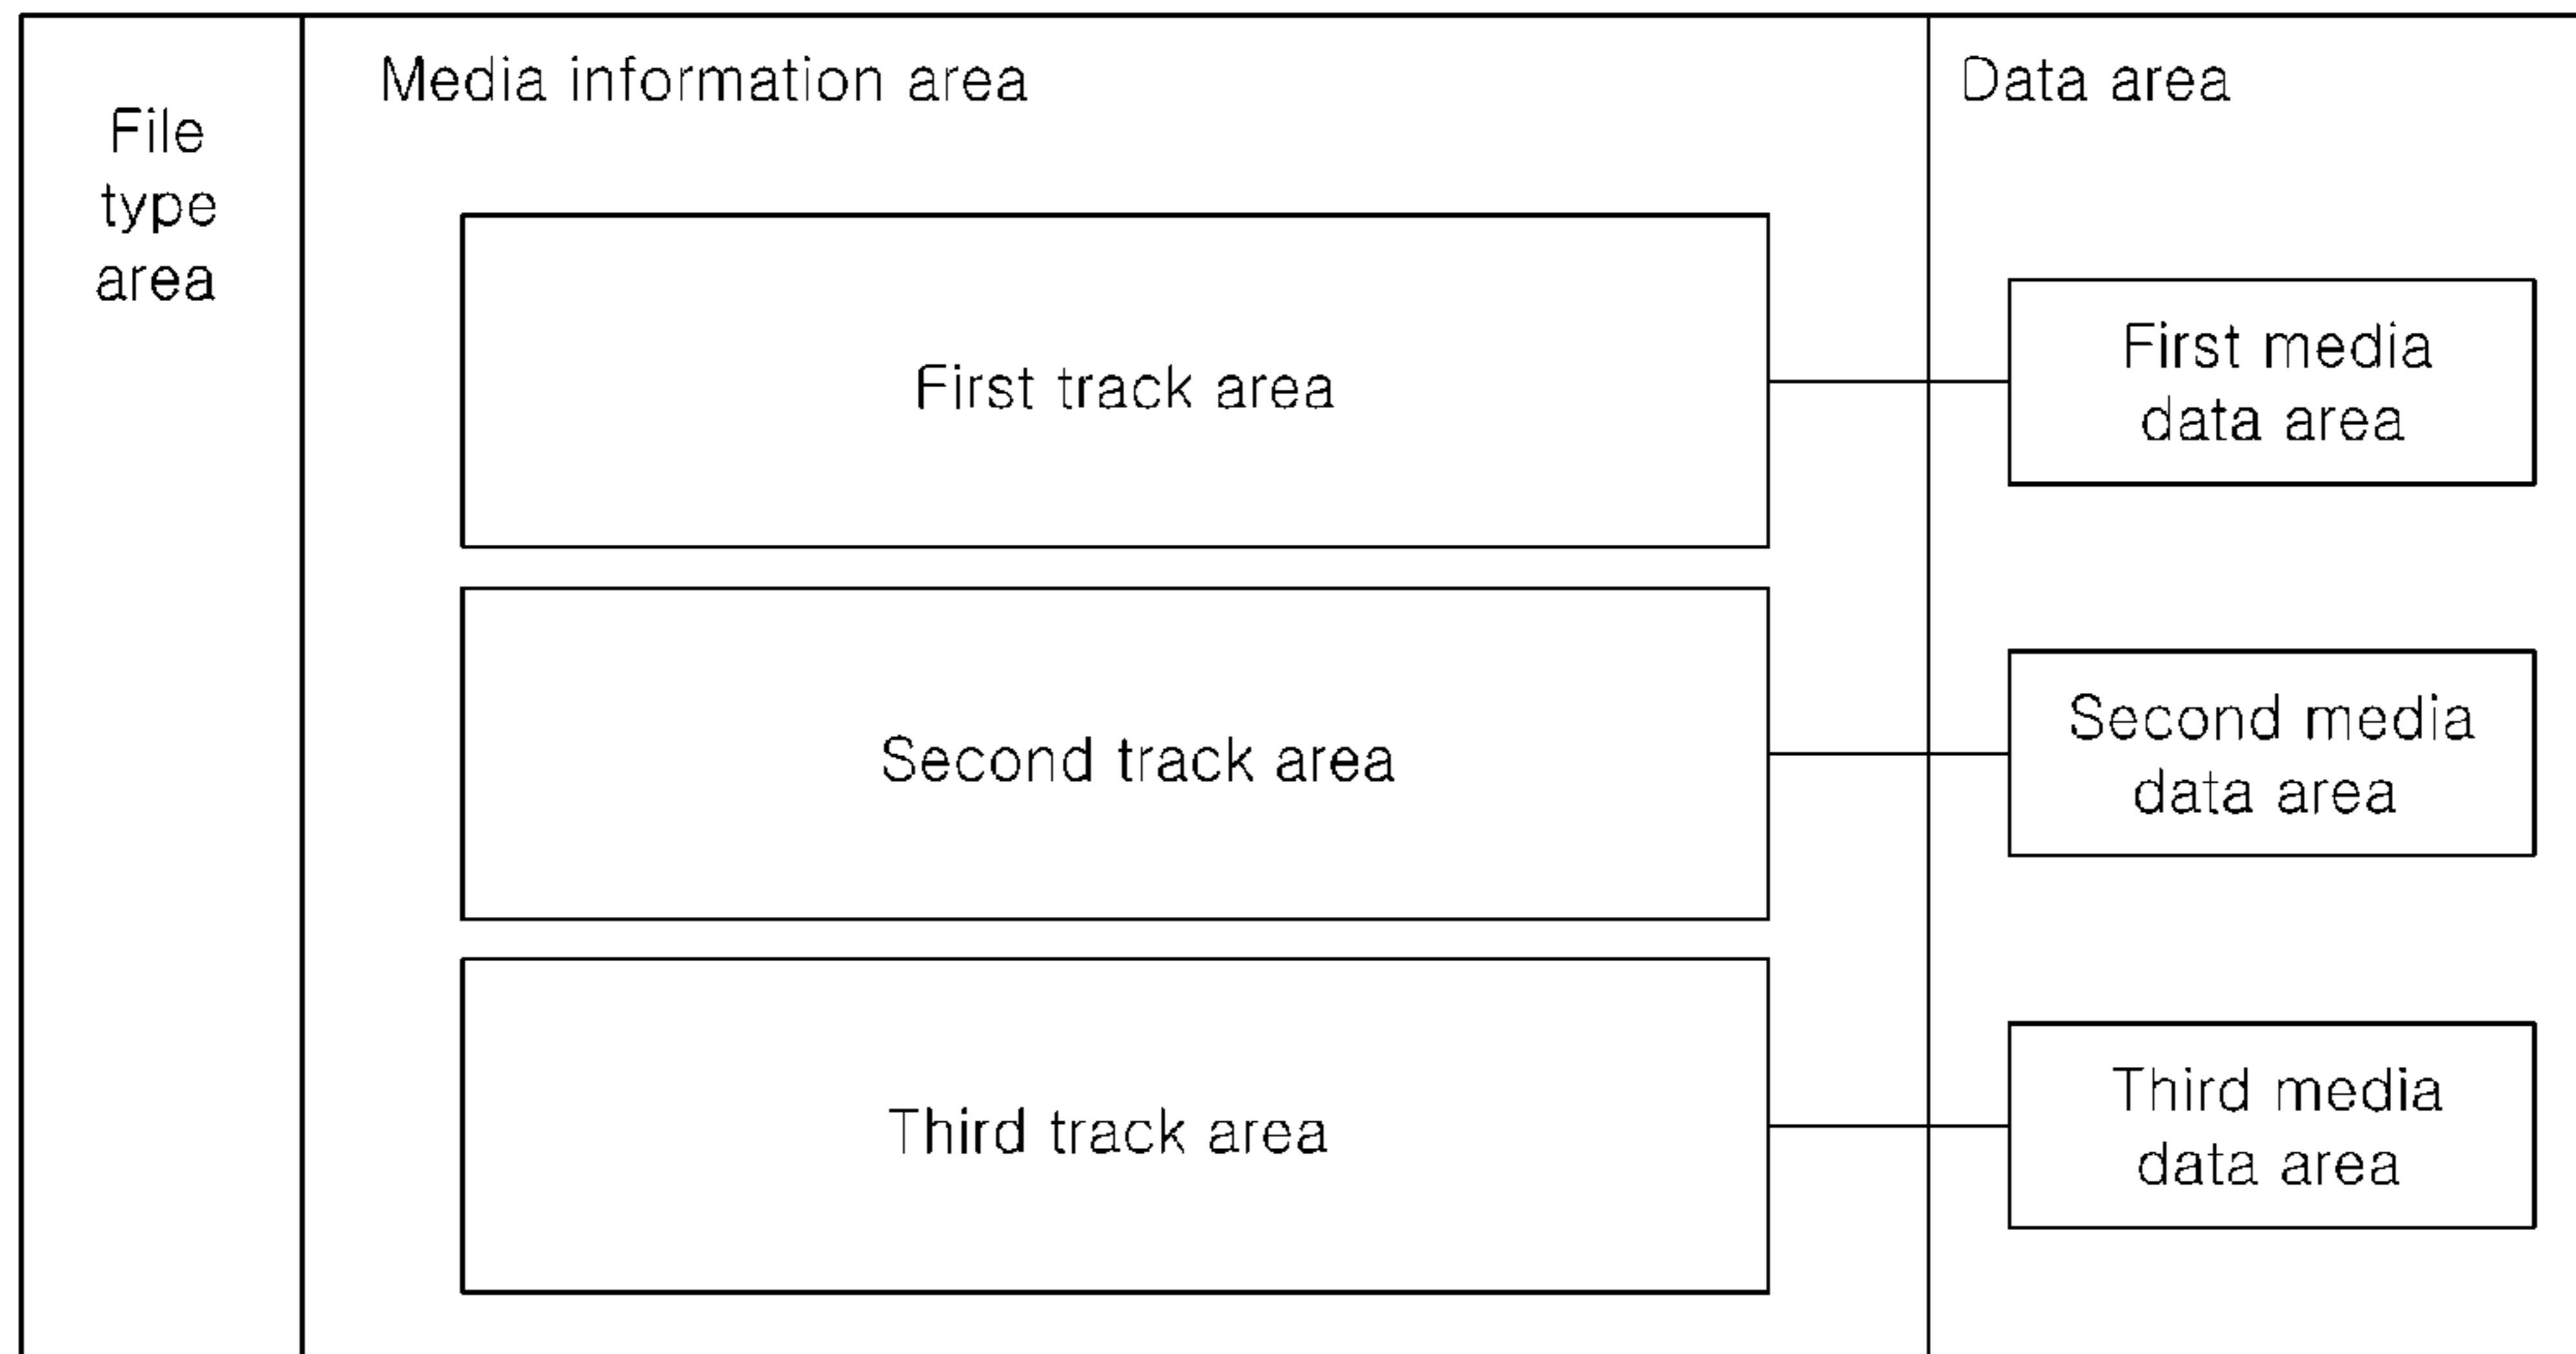 File
type
area
Media information area
First track area
Second track area
Third track area
Data area
First media
data area
Second media
data area
Third media
data area